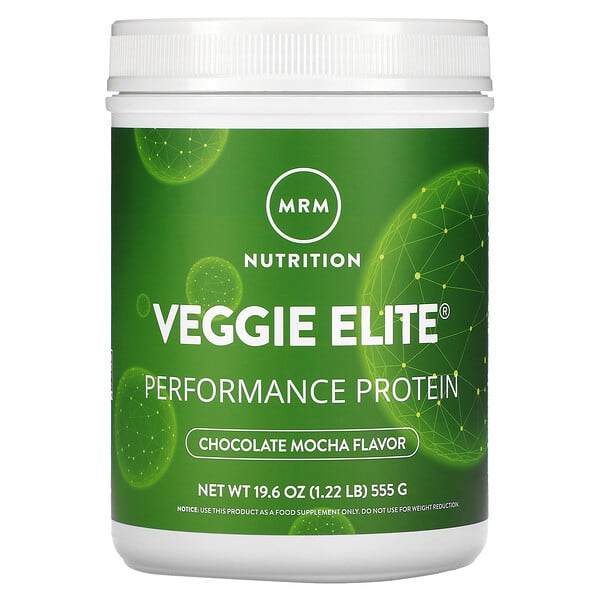 MRM
NUTRITION
VEGGIE ELITE®
PERFORMANCE PROTEIN
CHOCOLATE MOCHA FLAVOR
NET WT 19.6 OZ (1.22 LB) 555 G
NOTICE: USE THIS PRODUCT AS A FOOD SUPPLEMENT ONLY. DO NOT USE FOR WEIGHT REDUCTION.